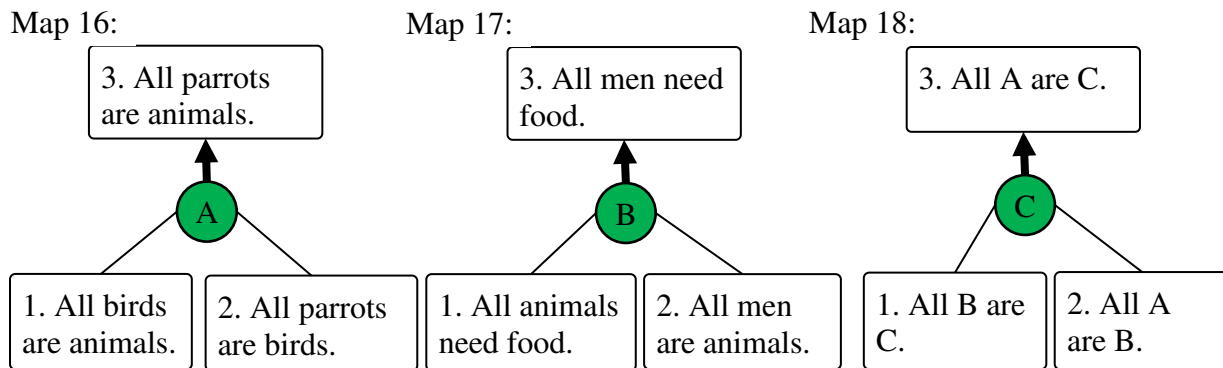 Map 16:
3. All parrots
are animals.
A
1. All birds
are animals.
2. All parrots
are birds.
Map 17:
3. All men need
food.
B
1. All animals
need food.
2. All men
are animals.
Map 18:
3. All A are C.
C
1. All B are
C.
2. All A
are B.